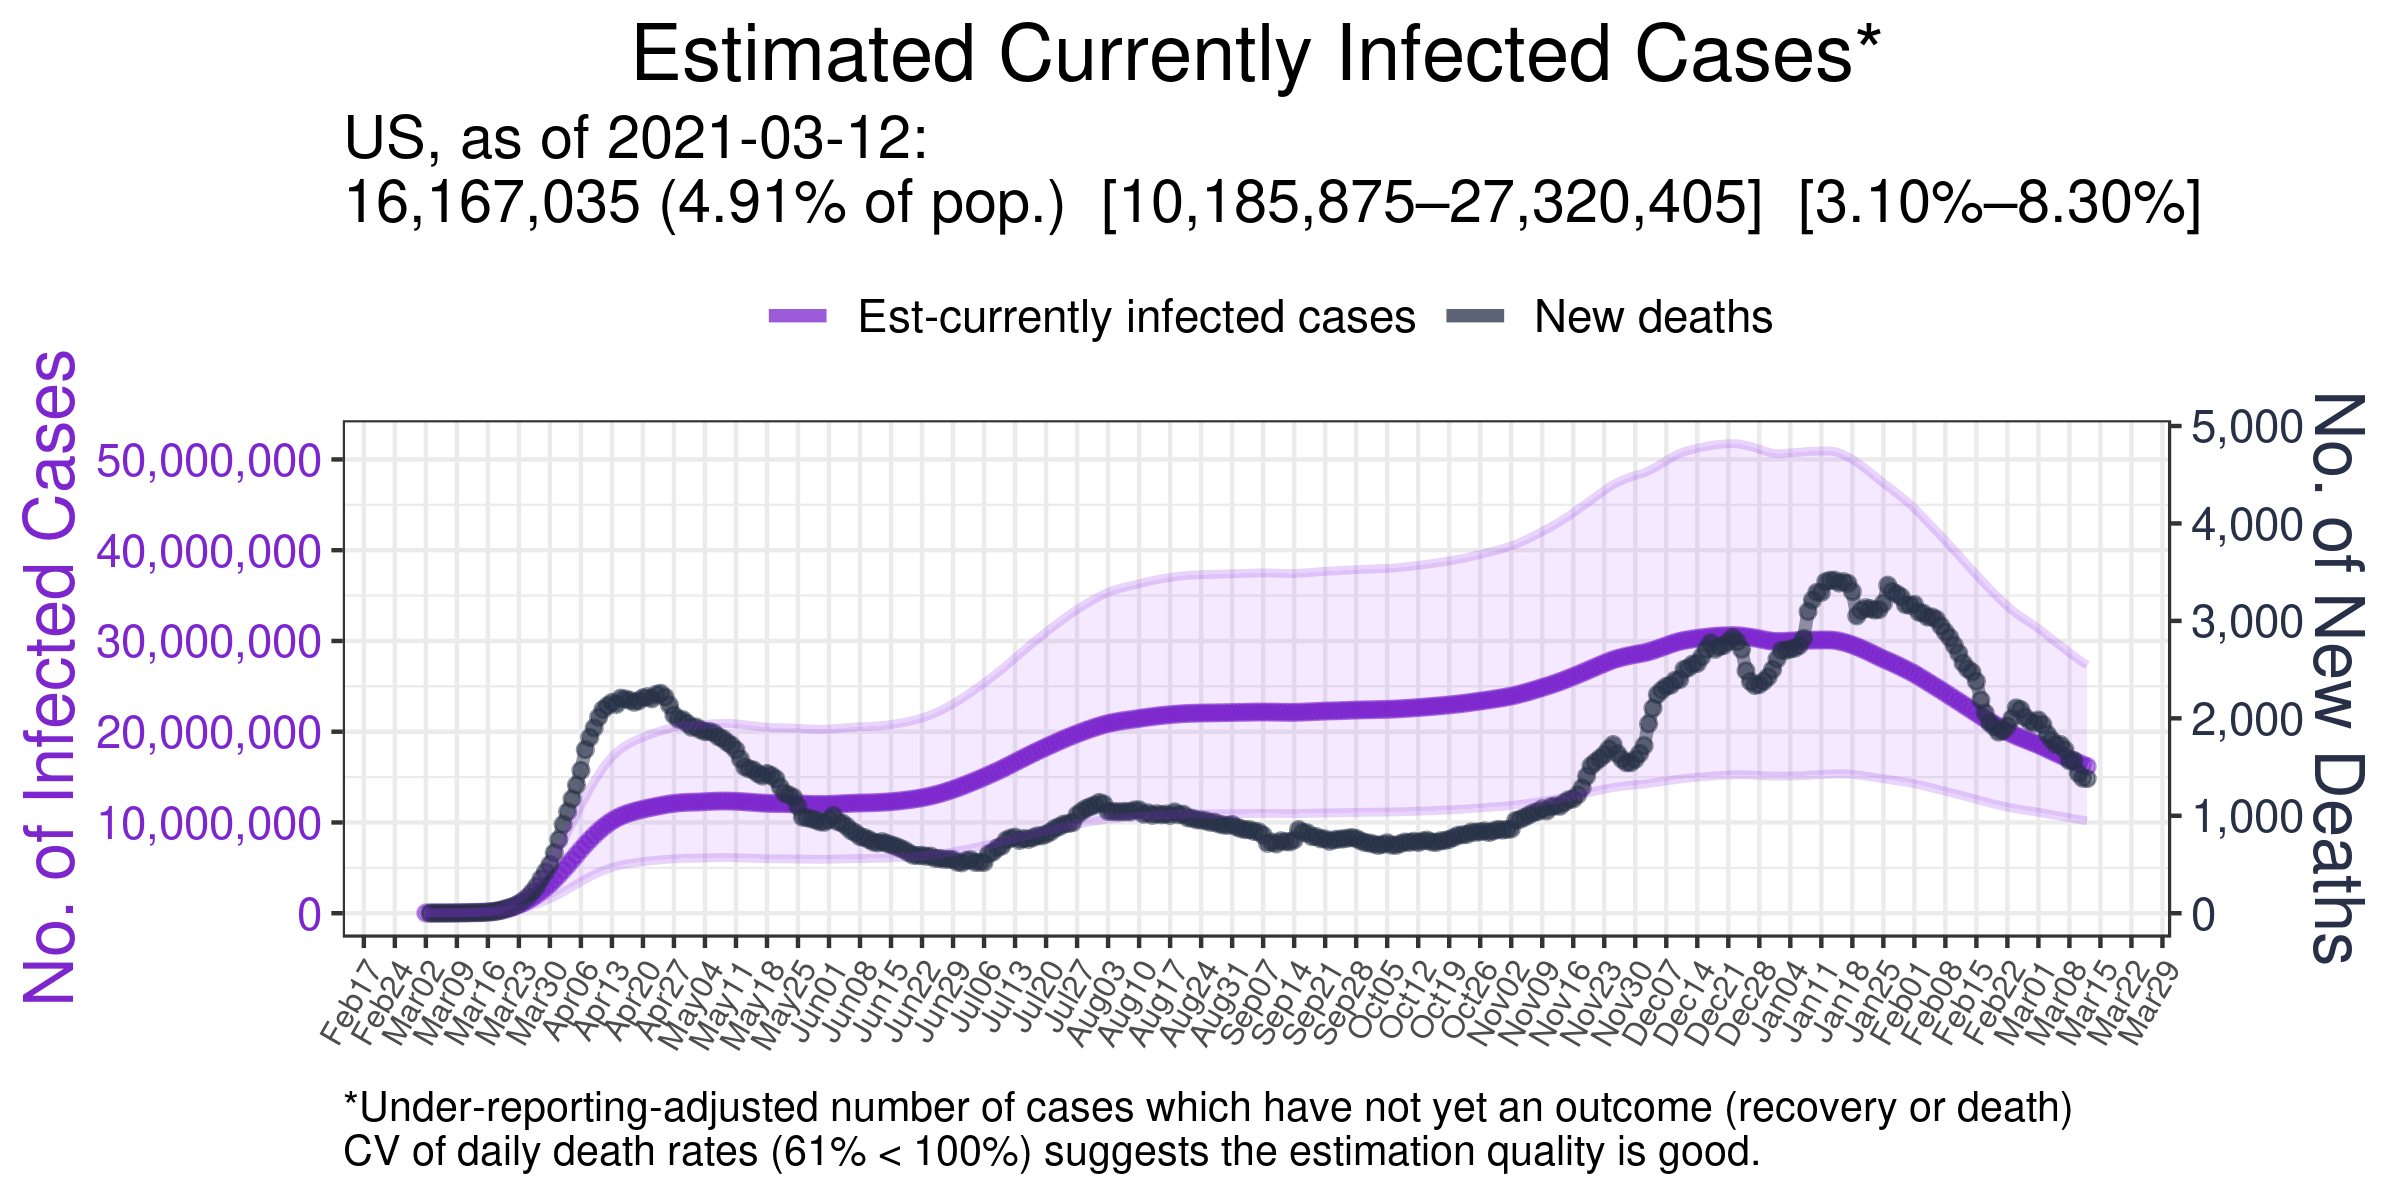 Estimated Currently Infected Cases*
US, as of 2021-03-12:
16,167,035 (4.91% of pop.) [10,185,875–27,320,405] [3.10%–8.30%]
Est-currently infected cases
New deaths
No. of Infected Cases
50,000,000
40,000,000
30,000,000
20,000,000
10,000,000
0
5,000
4,000
3,000
2,000
1,000
0
No. of New Deaths
Feb17
Feb24
Mar02
Mar09
Mar16
Mar23
Mar30
Apr06
Apr13
Apr20
Apr27
May04
May11
May18
May25
Jun01
Jun08
Jun15
Jun22
Jun29
Jul06
Jul13
Jul20
Jul27
Aug03
Aug10
Aug17
Aug24
Aug31
Sep07
Sep14
Sep21
Sep28
Oct05
Oct12
Oct19
Oct26
Nov02
Nov09
Nov16
Nov23
Nov30
Dec07
Dec14
Dec21
Dec28
Jan04
Jan11
Jan18
Jan25
Feb01
Feb08
Feb15
Feb22
Mar01
Mar08
Mar15
Mar22
Mar29
*Under-reporting-adjusted number of cases which have not yet an outcome (recovery or death)
CV of daily death rates (61% < 100%) suggests the estimation quality is good.